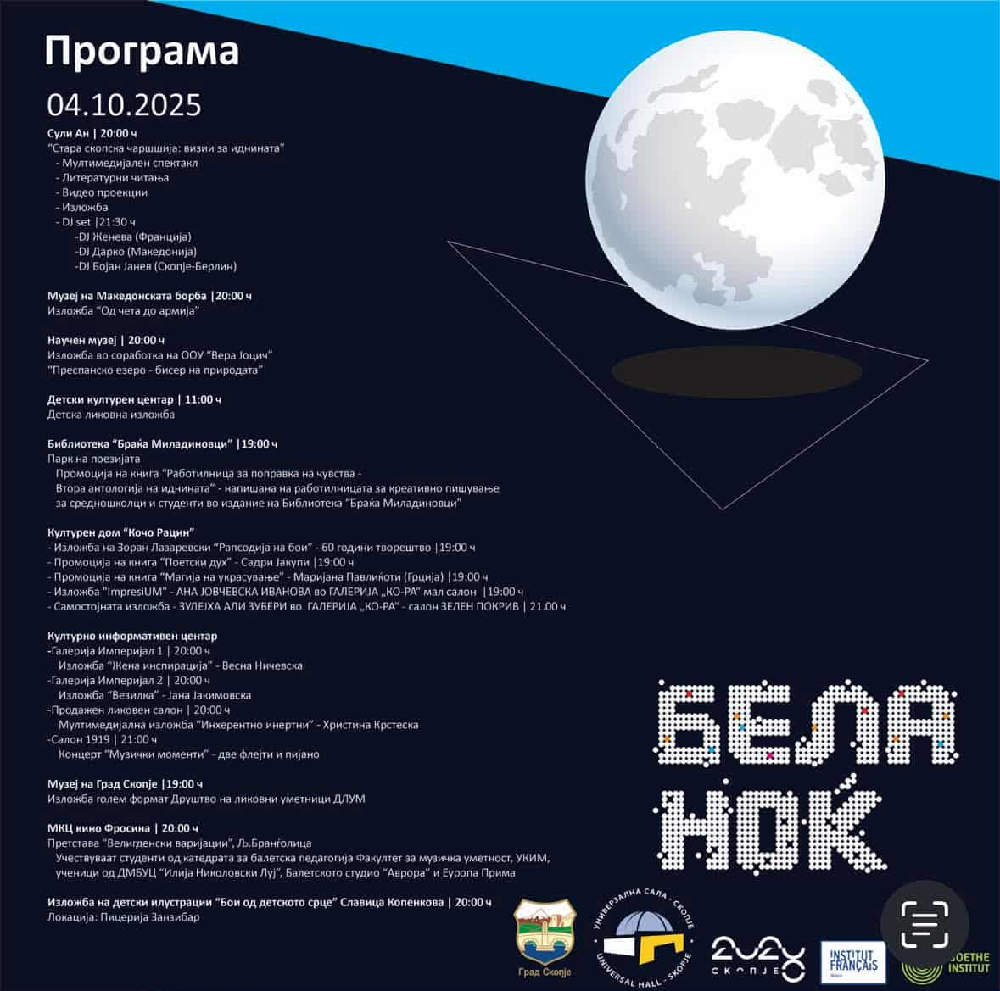 Програма
04.10.2025
Сули Ан | 20:00 ч
“Стара скопска чаршшија: визии за иднината”
- Мултимедијален спектакл
- Литературни читања
- Видео проекции
- Изложба
- DJ set |21:30 ч
-DJ Женева (Франција)
-DJ Дарко (Македонија)
-DJ Бојан Јанев (Скопје-Берлин)
Музеј на Македонската борба |20:00 ч
Изложба “Од чета до армија”
Научен музеј | 20:00 ч
Изложба во соработка на ООУ “Вера Јоциč”
“Преспанско езеро - бисер на природата”
Детски културен центар | 11:00 ч
Детска ликовна изложба
Библиотека “Браќа Миладиновци” |19:00 ч
Парк на поезијата
Промоција на книга “Работилница за поправка на чувства -
Втора антологија на иднината” - напишана на работилницата за креативно пишување
за средношколци и студенти во издание на Библиотека “Браќа Миладиновци”
Културен дом “Кочо Рацин”
- Изложба на Зоран Лазаревски “Рапсодија на бои” - 60 години творештво |19:00 ч
- Промоција на книга “Поетски дух” - Садри Јакупи |19:00 ч
- Промоција на книга “Магија на украсување” - Маријана Павлиќоти (Грција) |19:00 ч
- Изложба "ImpresiUM” - АНА ЈОВЧЕВСКА ИВАНОВА во ГАЛЕРИЈА „КО-РА“ мал салон |19:00 ч
- Самостојната изложба - ЗУЛЕЈХА АЛИ ЗУБЕРИ во ГАЛЕРИЈА „КО-РА“ - салон ЗЕЛЕН ПОКРИВ | 21.00 ч
Културно информативен центар
-Галерија Империјал 1 | 20:00 ч
Изложба “Жена инспирација” - Весна Ничевска
-Галерија Империјал 2 | 20:00 ч
Изложба “Везилка” - Јана Јакимовска
-Продажен ликовен салон | 20:00 ч
Мултимедијална изложба “Инхерентно инертни” - Христина Крстеска
-Салон 1919 | 21:00 ч
Концерт “Музички моменти” - две флејти и пијано
Музеј на Град Скопје |19:00 ч
Изложба голем формат Друштво на ликовни уметници ДЛУМ
МКЦ кино Фросина | 20:00 ч
Претстава “Велигденски варијации”, Љ.Бранѓолица
Учествуваат студенти од катедрата за балетска педагогија Факултет за музичка уметност, УКИМ,
ученици од ДМБУЦ “Илија Николовски Луј”, Балетското студио “Аврора” и Еуропа Прима
Изложба на детски илустрации “Бои од детското срце” Славица Копенкова | 20:00 ч
Локација: Пицерија Занзибар
БЕЛА
НОЌ
Град Скопје
УНИВЕРЗАЛНА САЛА - СКОПЈЕ
UNIVERSAL HALL - SKOPJE
2028
СКОПЈЕ
INSTITUT
FRANÇAIS
GOETHE
INSTITUT